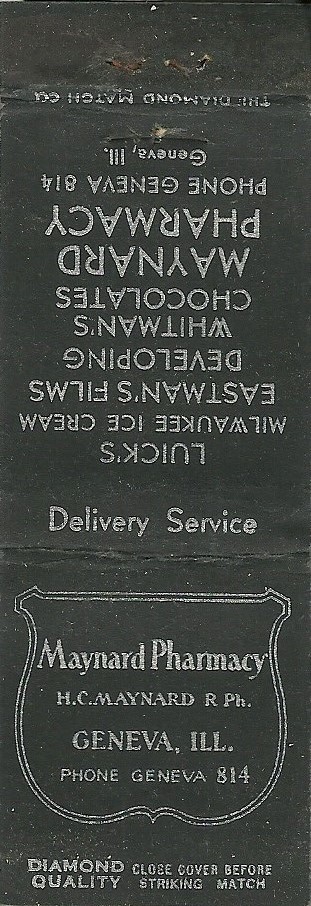 LUICK'S
MILWAUKEE ICE CREAM
EASTMAN'S FILMS
DEVELOPING
WHITMAN'S
CHOCOLATES
MAYNARD
PHARMACY
PHONE GENEVA 814
Geneva, Ill.
THE DIAMOND MATCH CO.
Delivery Service
Maynard Pharmacy
H.C. MAYNARD R Ph.
GENEVA, ILL.
PHONE GENEVA 814
DIAMOND QUALITY
CLOSE COVER BEFORE
STRIKING MATCH